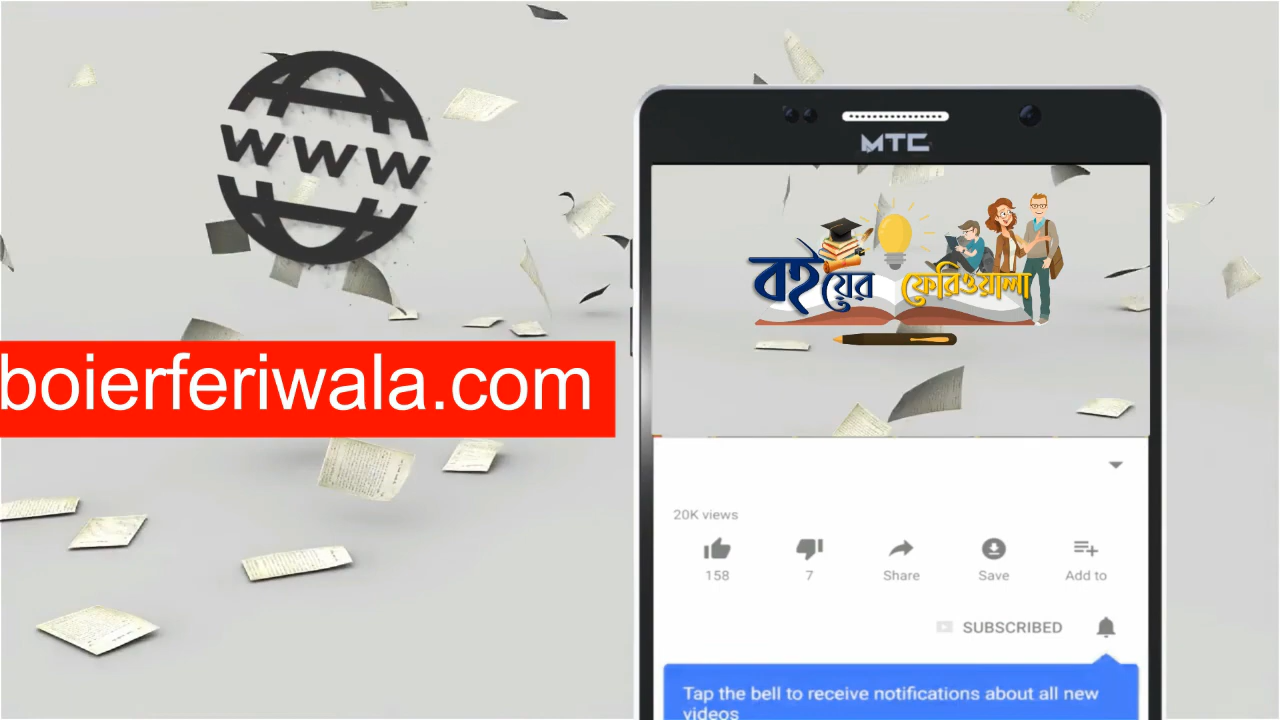 www
boierferiwala.com
MTC
বইয়ের ফেরিওয়ালা
20K views
158
7
Share
Save
Add to
SUBSCRIBED
Tap the bell to receive notifications about all new
videos